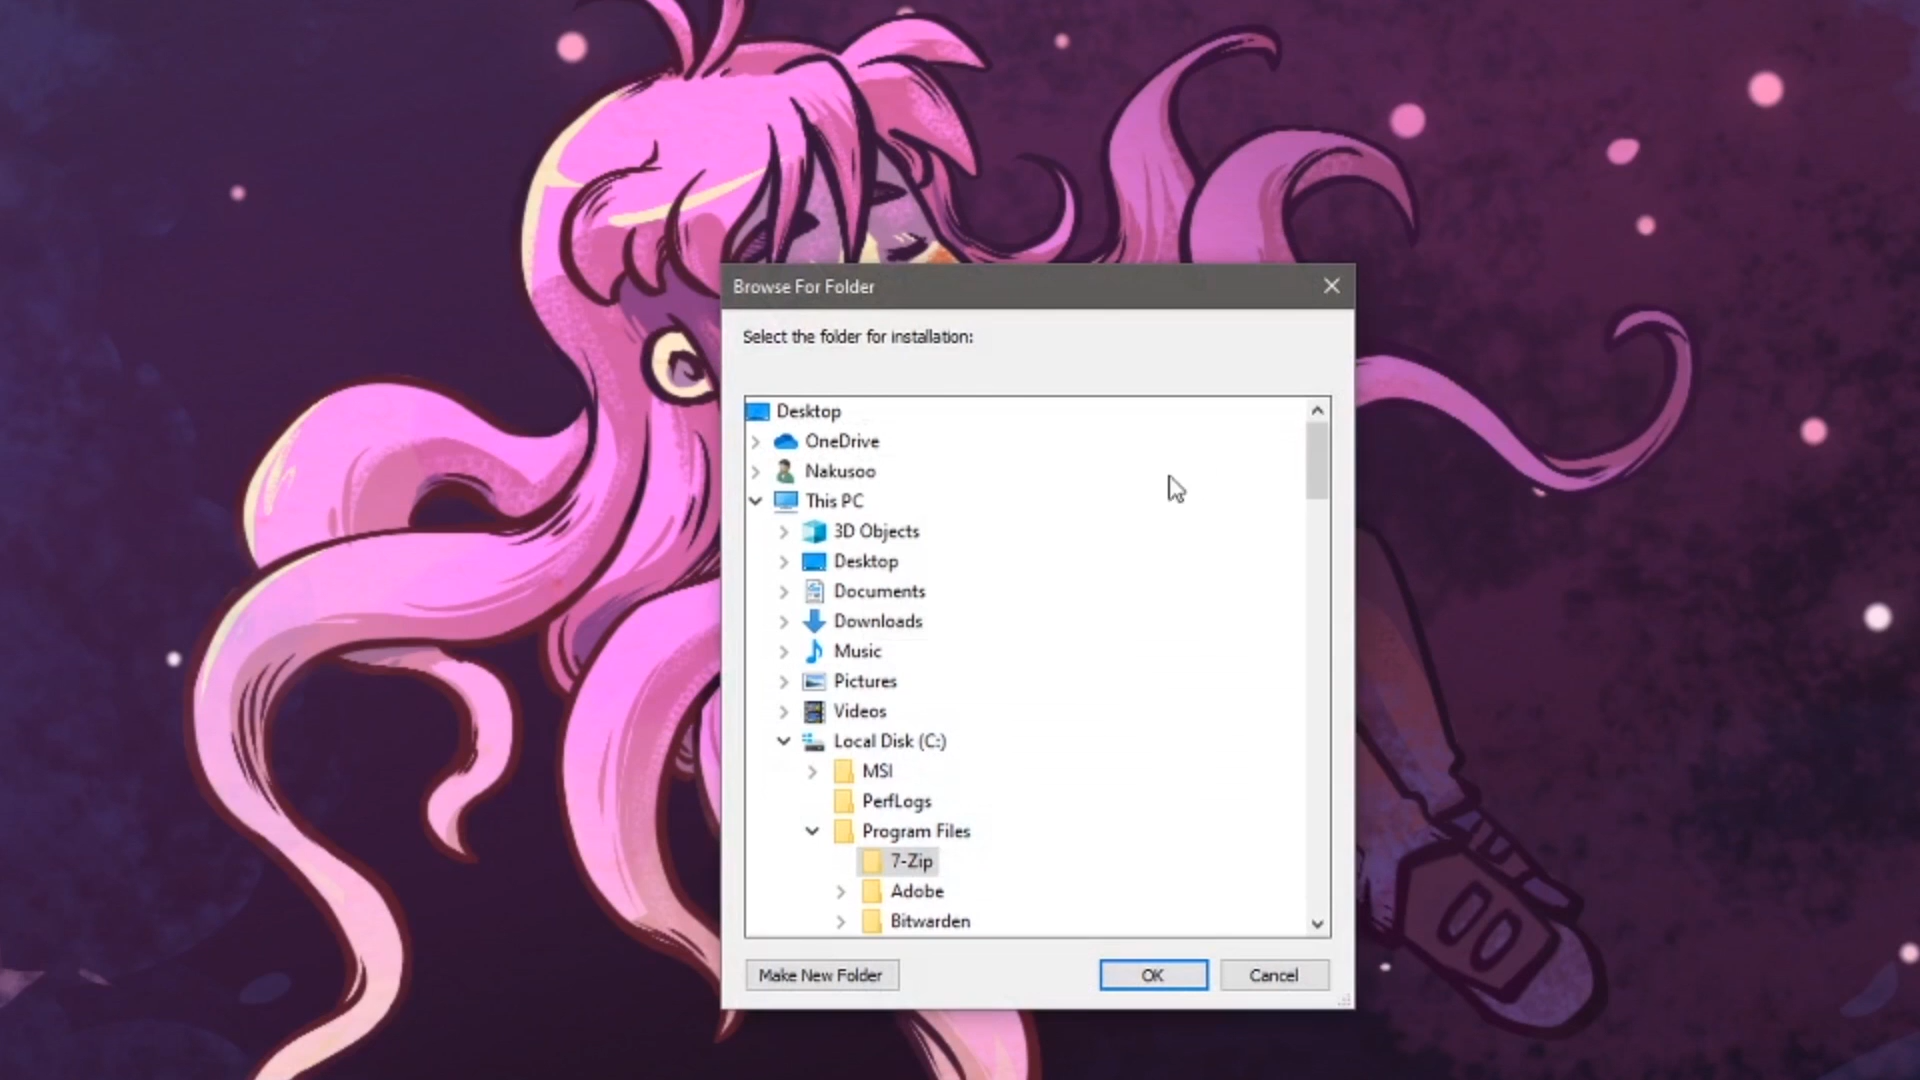 Browse For Folder
Select the folder for installation:
Desktop
OneDrive
Nakusoo
This PC
3D Objects
Desktop
Documents
Downloads
Music
Pictures
Videos
Local Disk (C:)
MSI
PerfLogs
Program Files
7-Zip
Adobe
Bitwarden
Make New Folder
OK
Cancel